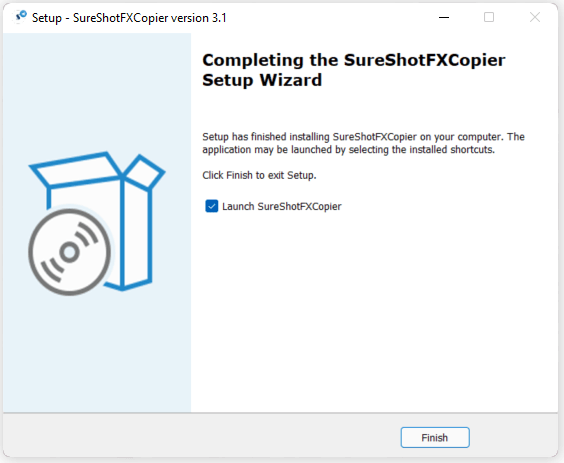 Setup - SureShotFXCopier version 3.1
Completing the SureShotFXCopier
Setup Wizard
Setup has finished installing SureShotFXCopier on your computer. The
application may be launched by selecting the installed shortcuts.
Click Finish to exit Setup.
Launch SureShotFXCopier
Finish